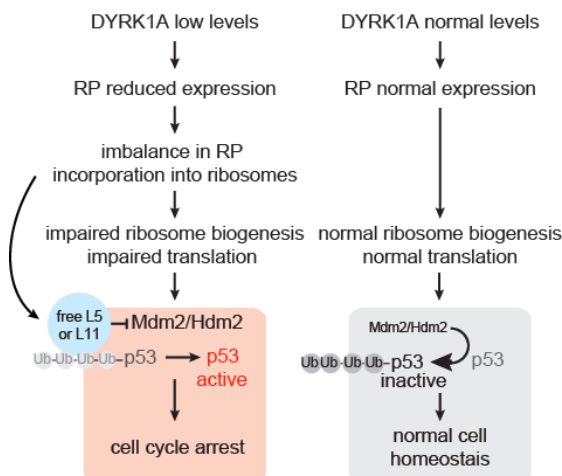 DYRK1A low levels
RP reduced expression
imbalance in RP
incorporation into ribosomes
impaired ribosome biogenesis
impaired translation
free L5
or L11
Mdm2/Hdm2
Ub-Ub-Ub-Ub-p53
p53
active
cell cycle arrest
DYRK1A normal levels
RP normal expression
normal ribosome biogenesis
normal translation
Mdm2/Hdm2
Ub-Ub-Ub-Ub-p53
inactive
p53
normal cell
homeostais